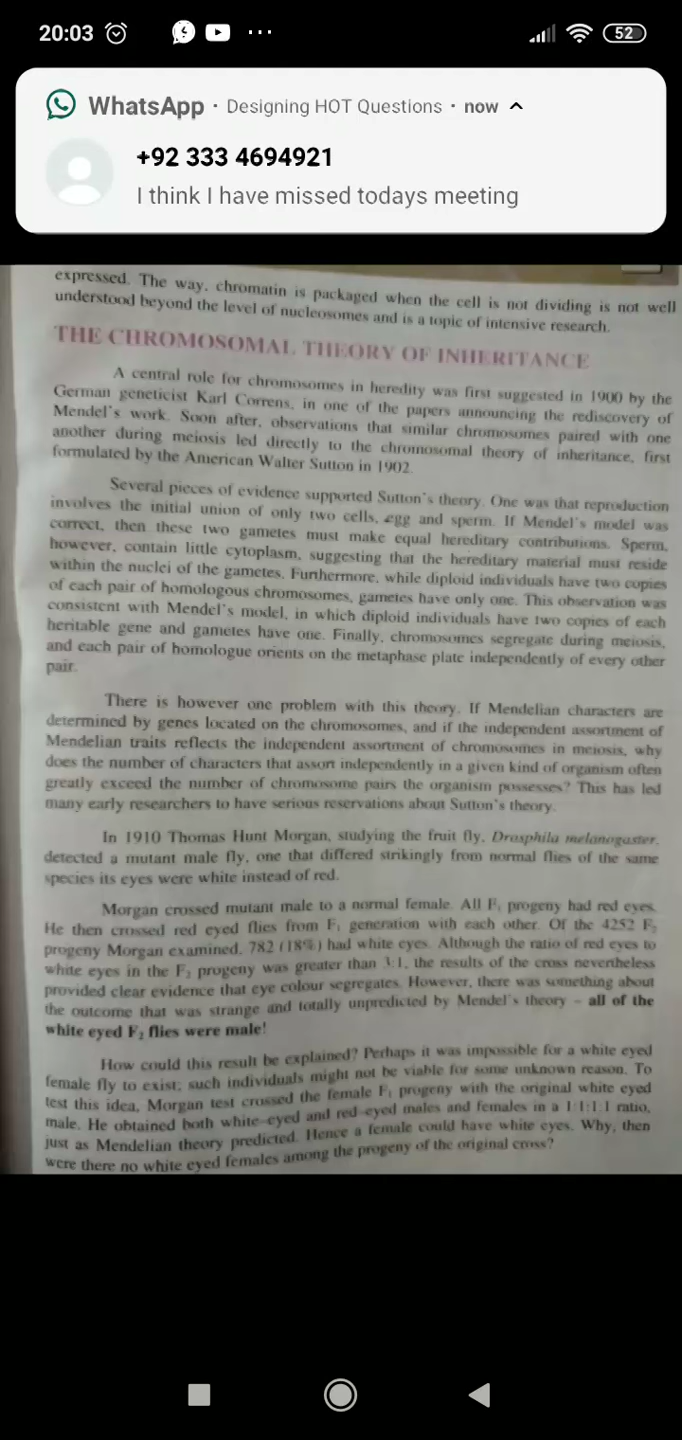 20:03
52
WhatsApp · Designing HOT Questions · now
+92 333 4694921
I think I have missed todays meeting
expressed. The way, chromatin is packaged when the cell is not dividing is not well
understood beyond the level of nucleosomes and is a topic of intensive research.
THE CHROMOSOMAL THEORY OF INHERITANCE
A central role for chromosomes in heredity was first suggested in 1900 by the
German geneticist Karl Correns, in one of the papers announcing the rediscovery of
Mendel's work. Soon after, observations that similar chromosomes paired with one
another during meiosis led directly to the chromosomal theory of inheritance, first
formulated by the American Walter Sutton in 1902.
Several pieces of evidence supported Sutton's theory. One was that reproduction
involves the initial union of only two cells, egg and sperm. If Mendel's model was
correct, then these two gametes must make equal hereditary contributions. Sperm,
however, contain little cytoplasm, suggesting that the hereditary material must reside
within the nuclei of the gametes. Furthermore, while diploid individuals have two copies
of each pair of homologous chromosomes, gametes have only one. This observation was
consistent with Mendel's model, in which diploid individuals have two copies of each
heritable gene and gametes have one. Finally, chromosomes segregate during meiosis,
and each pair of homologue orients on the metaphase plate independently of every other
pair.
There is however one problem with this theory. If Mendelian characters are
determined by genes located on the chromosomes, and if the independent assortment of
Mendelian traits reflects the independent assortment of chromosomes in meiosis, why
does the number of characters that assort independently in a given kind of organism often
greatly exceed the number of chromosome pairs the organism possesses? This has led
many early researchers to have serious reservations about Sutton's theory.
In 1910 Thomas Hunt Morgan, studying the fruit fly, Drosphila melanogaster,
detected a mutant male fly, one that differed strikingly from normal flies of the same
species its eyes were white instead of red.
Morgan crossed mutant male to a normal female. All F₁ progeny had red eyes.
He then crossed red eyed flies from F₁ generation with each other. Of the 4252 F₂
progeny Morgan examined, 782 (18%) had white eyes. Although the ratio of red eyes to
white eyes in the F₂ progeny was greater than 3:1, the results of the cross nevertheless
provided clear evidence that eye colour segregates. However, there was something about
the outcome that was strange and totally unpredicted by Mendel's theory – all of the
white eyed F₂ flies were male!
How could this result be explained? Perhaps it was impossible for a white eyed
female fly to exist; such individuals might not be viable for some unknown reason. To
test this idea, Morgan test crossed the female F₁ progeny with the original white eyed
male. He obtained both white-eyed and red-eyed males and females in a 1:1:1:1 ratio,
just as Mendelian theory predicted. Hence a female could have white eyes. Why, then
were there no white eyed females among the progeny of the original cross?